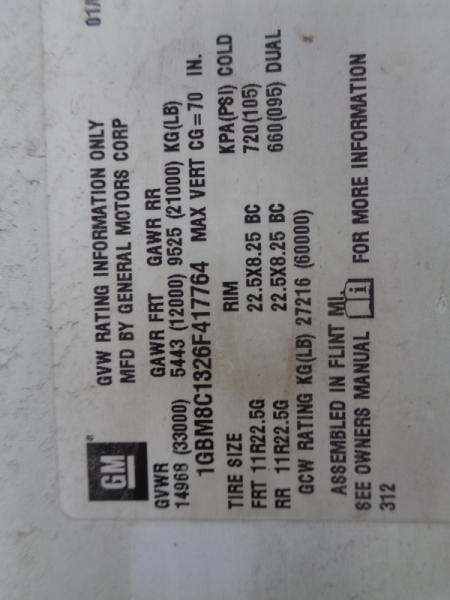 01/
GVW RATING INFORMATION ONLY
MFD BY GENERAL MOTORS CORP
GM
®
GVWR GAWR FRT GAWR RR
14968 (33000) 5443 (12000) 9525 (21000) KG(LB)
1GBM8C1326F417764 MAX VERT CG=70 IN.
TIRE SIZE RIM KPA(PSI) COLD
FRT 11R22.5G 22.5X8.25 BC 720(105)
RR 11R22.5G 22.5X8.25 BC 660(095) DUAL
GCW RATING KG(LB) 27216 (60000)
ASSEMBLED IN FLINT MI.
SEE OWNERS MANUAL i FOR MORE INFORMATION
312